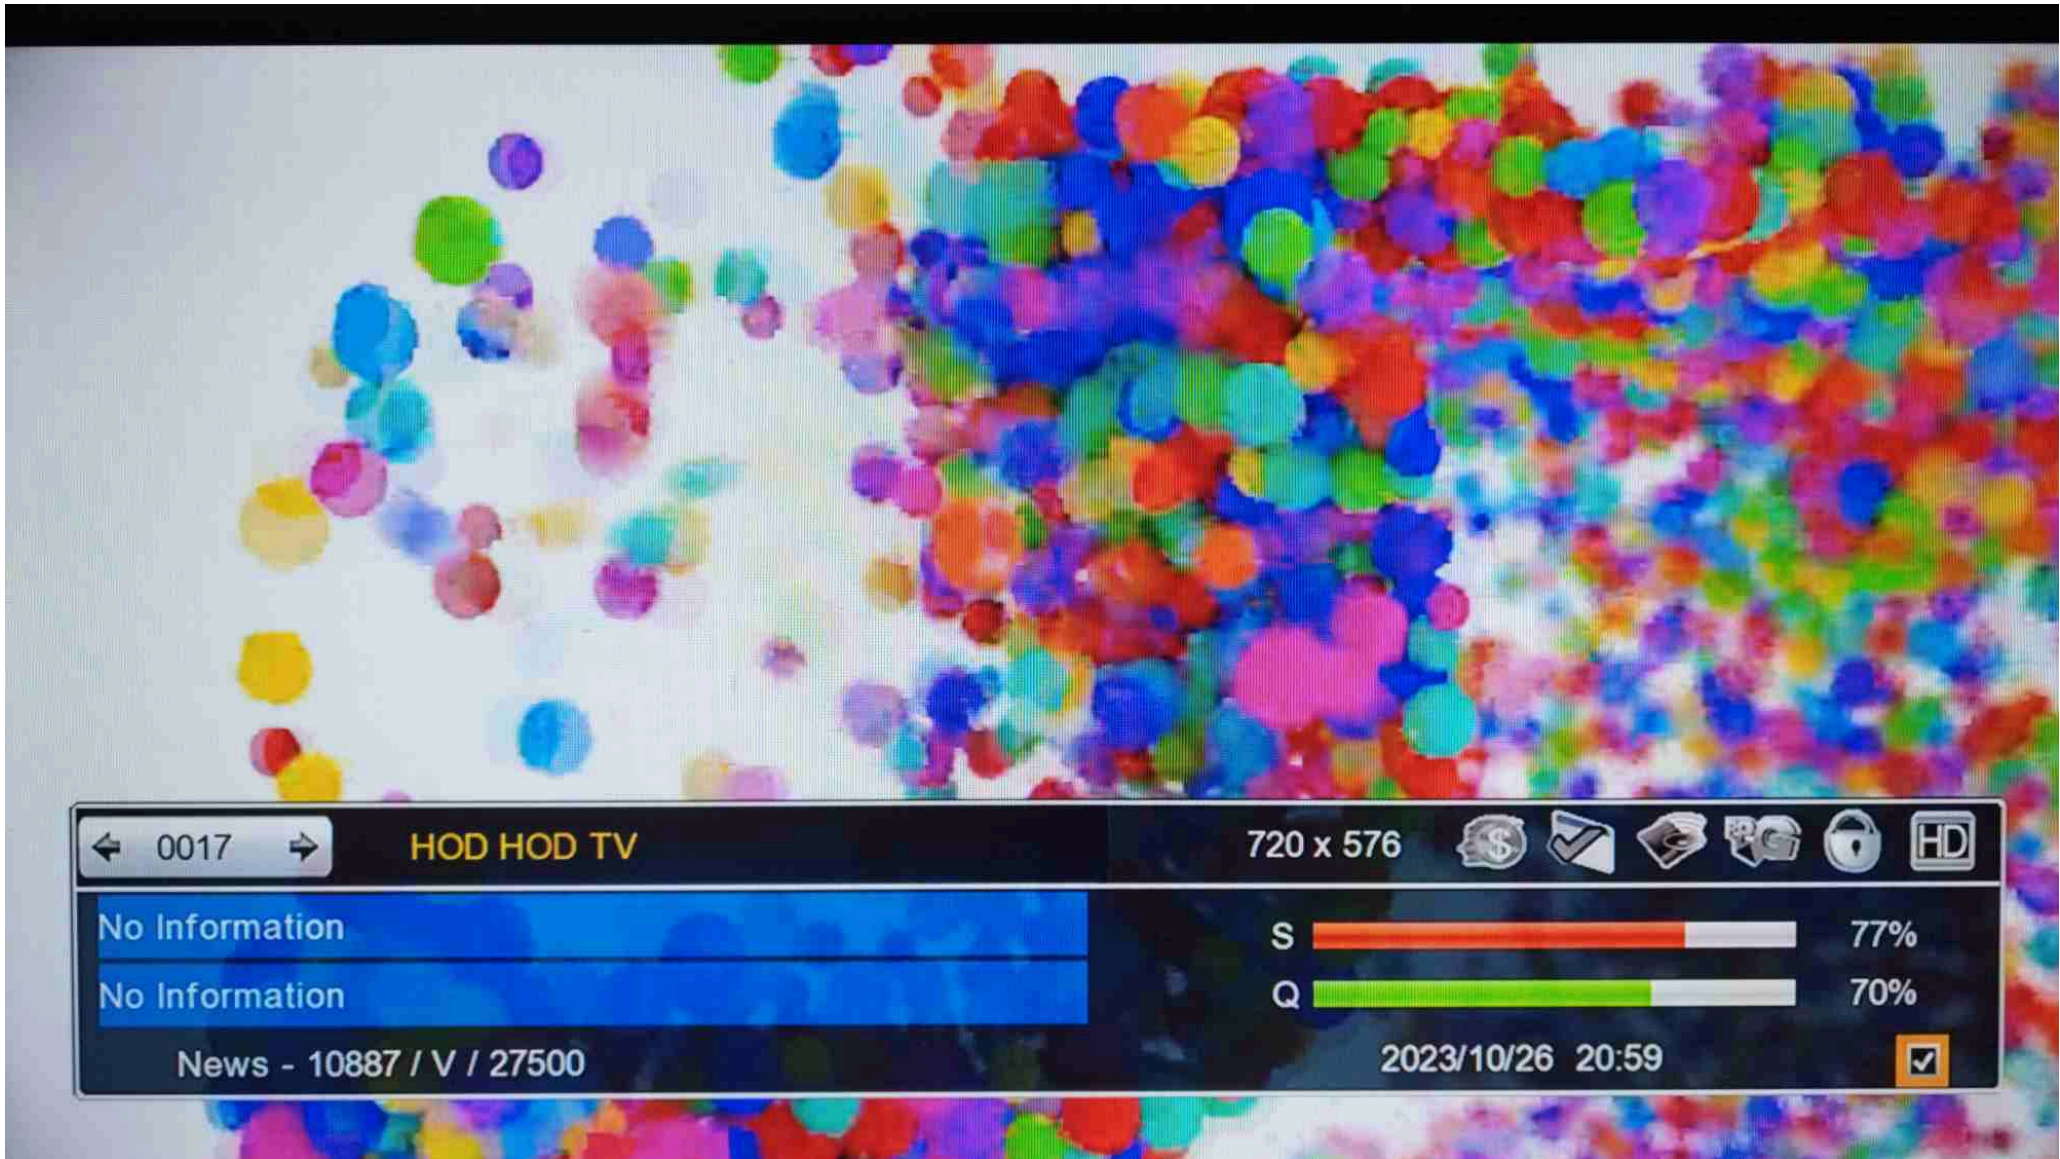 0017 HOD HOD TV 720 x 576 HD
No Information
S 77%
No Information
Q 70%
News - 10887 / V / 27500 2023/10/26 20:59